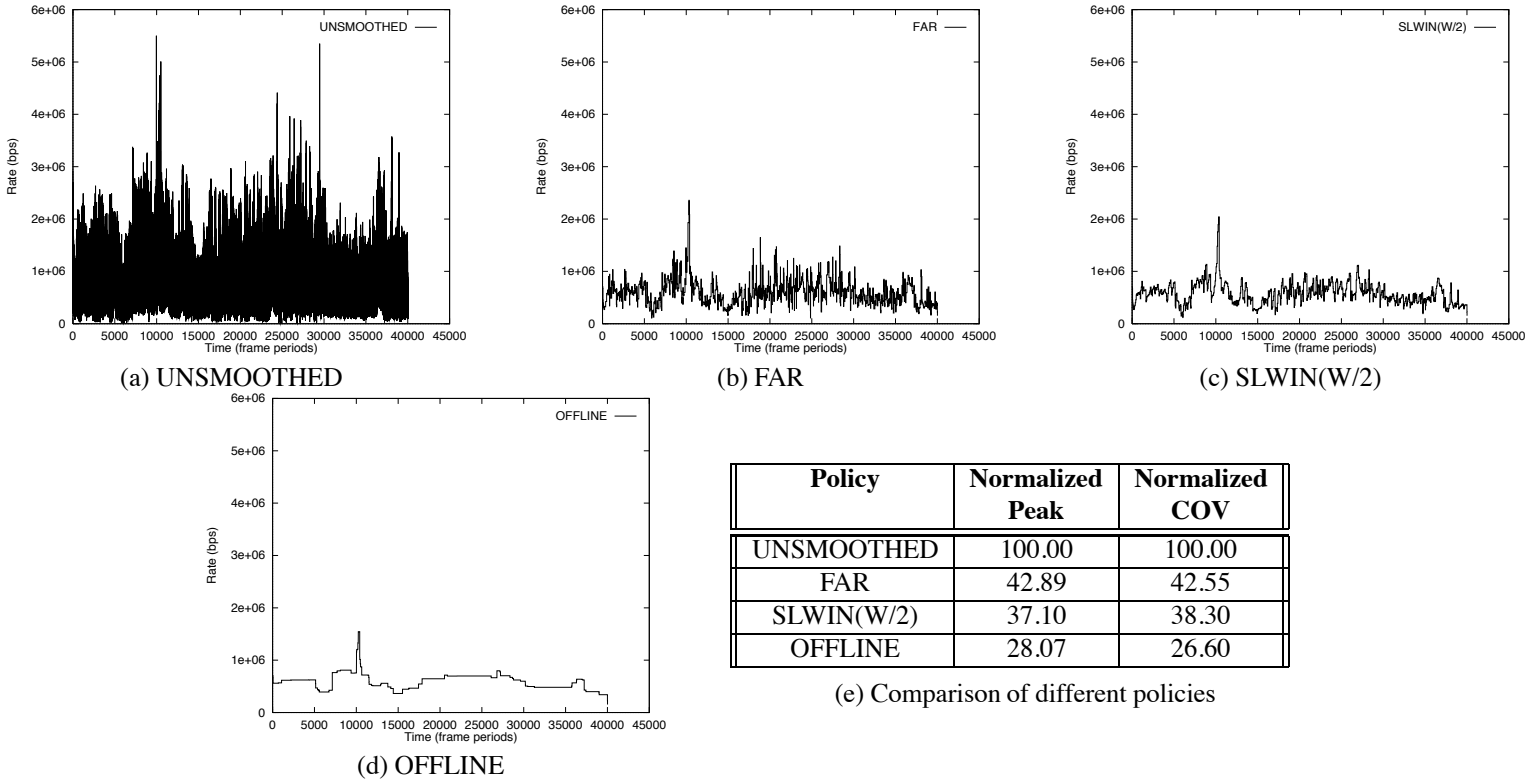 6e+06
5e+06
4e+06
3e+06
2e+06
1e+06
0
Rate (bps)
UNSMOOTHED
0 5000 10000 15000 20000 25000 30000 35000 40000 45000
Time (frame periods)
(a) UNSMOOTHED
6e+06
5e+06
4e+06
3e+06
2e+06
1e+06
0
Rate (bps)
FAR
0 5000 10000 15000 20000 25000 30000 35000 40000 45000
Time (frame periods)
(b) FAR
6e+06
5e+06
4e+06
3e+06
2e+06
1e+06
0
Rate (bps)
SLWIN(W/2)
0 5000 10000 15000 20000 25000 30000 35000 40000 45000
Time (frame periods)
(c) SLWIN(W/2)
6e+06
5e+06
4e+06
3e+06
2e+06
1e+06
0
Rate (bps)
OFFLINE
0 5000 10000 15000 20000 25000 30000 35000 40000 45000
Time (frame periods)
(d) OFFLINE
Policy Normalized Normalized
Peak COV
UNSMOOTHED 100.00 100.00
FAR 42.89 42.55
SLWIN(W/2) 37.10 38.30
OFFLINE 28.07 26.60
(e) Comparison of different policies